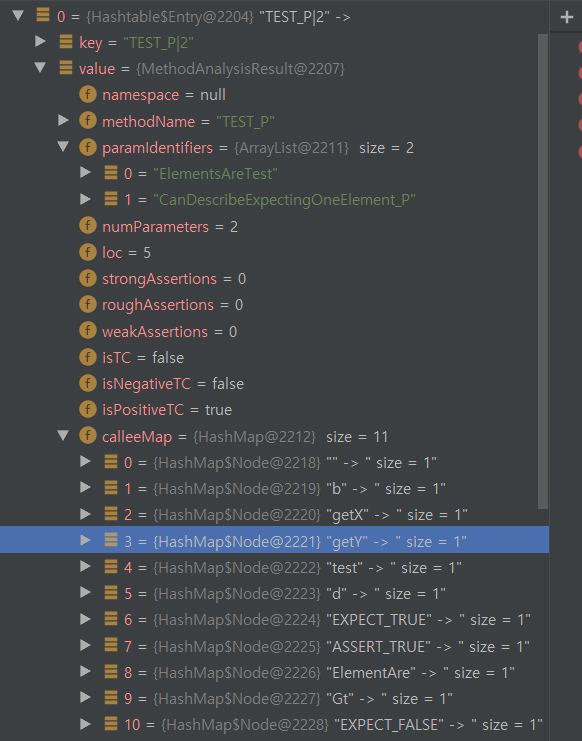 0 = {Hashtable$Entry@2204} "TEST_P|2" ->
key = "TEST_P|2"
value = {MethodAnalysisResult@2207}
f namespace = null
f methodName = "TEST_P"
f paramIdentifiers = {ArrayList@2211} size = 2
0 = "ElementsAreTest"
1 = "CanDescribeExpectingOneElement_P"
f numParameters = 2
f loc = 5
f strongAssertions = 0
f roughAssertions = 0
f weakAssertions = 0
f isTC = false
f isNegativeTC = false
f isPositiveTC = true
f calleeMap = {HashMap@2212} size = 11
0 = {HashMap$Node@2218} "" -> " size = 1"
1 = {HashMap$Node@2219} "b" -> " size = 1"
2 = {HashMap$Node@2220} "getX" -> " size = 1"
3 = {HashMap$Node@2221} "getY" -> " size = 1"
4 = {HashMap$Node@2222} "test" -> " size = 1"
5 = {HashMap$Node@2223} "d" -> " size = 1"
6 = {HashMap$Node@2224} "EXPECT_TRUE" -> " size = 1"
7 = {HashMap$Node@2225} "ASSERT_TRUE" -> " size = 1"
8 = {HashMap$Node@2226} "ElementAre" -> " size = 1"
9 = {HashMap$Node@2227} "Gt" -> " size = 1"
10 = {HashMap$Node@2228} "EXPECT_FALSE" -> " size = 1"